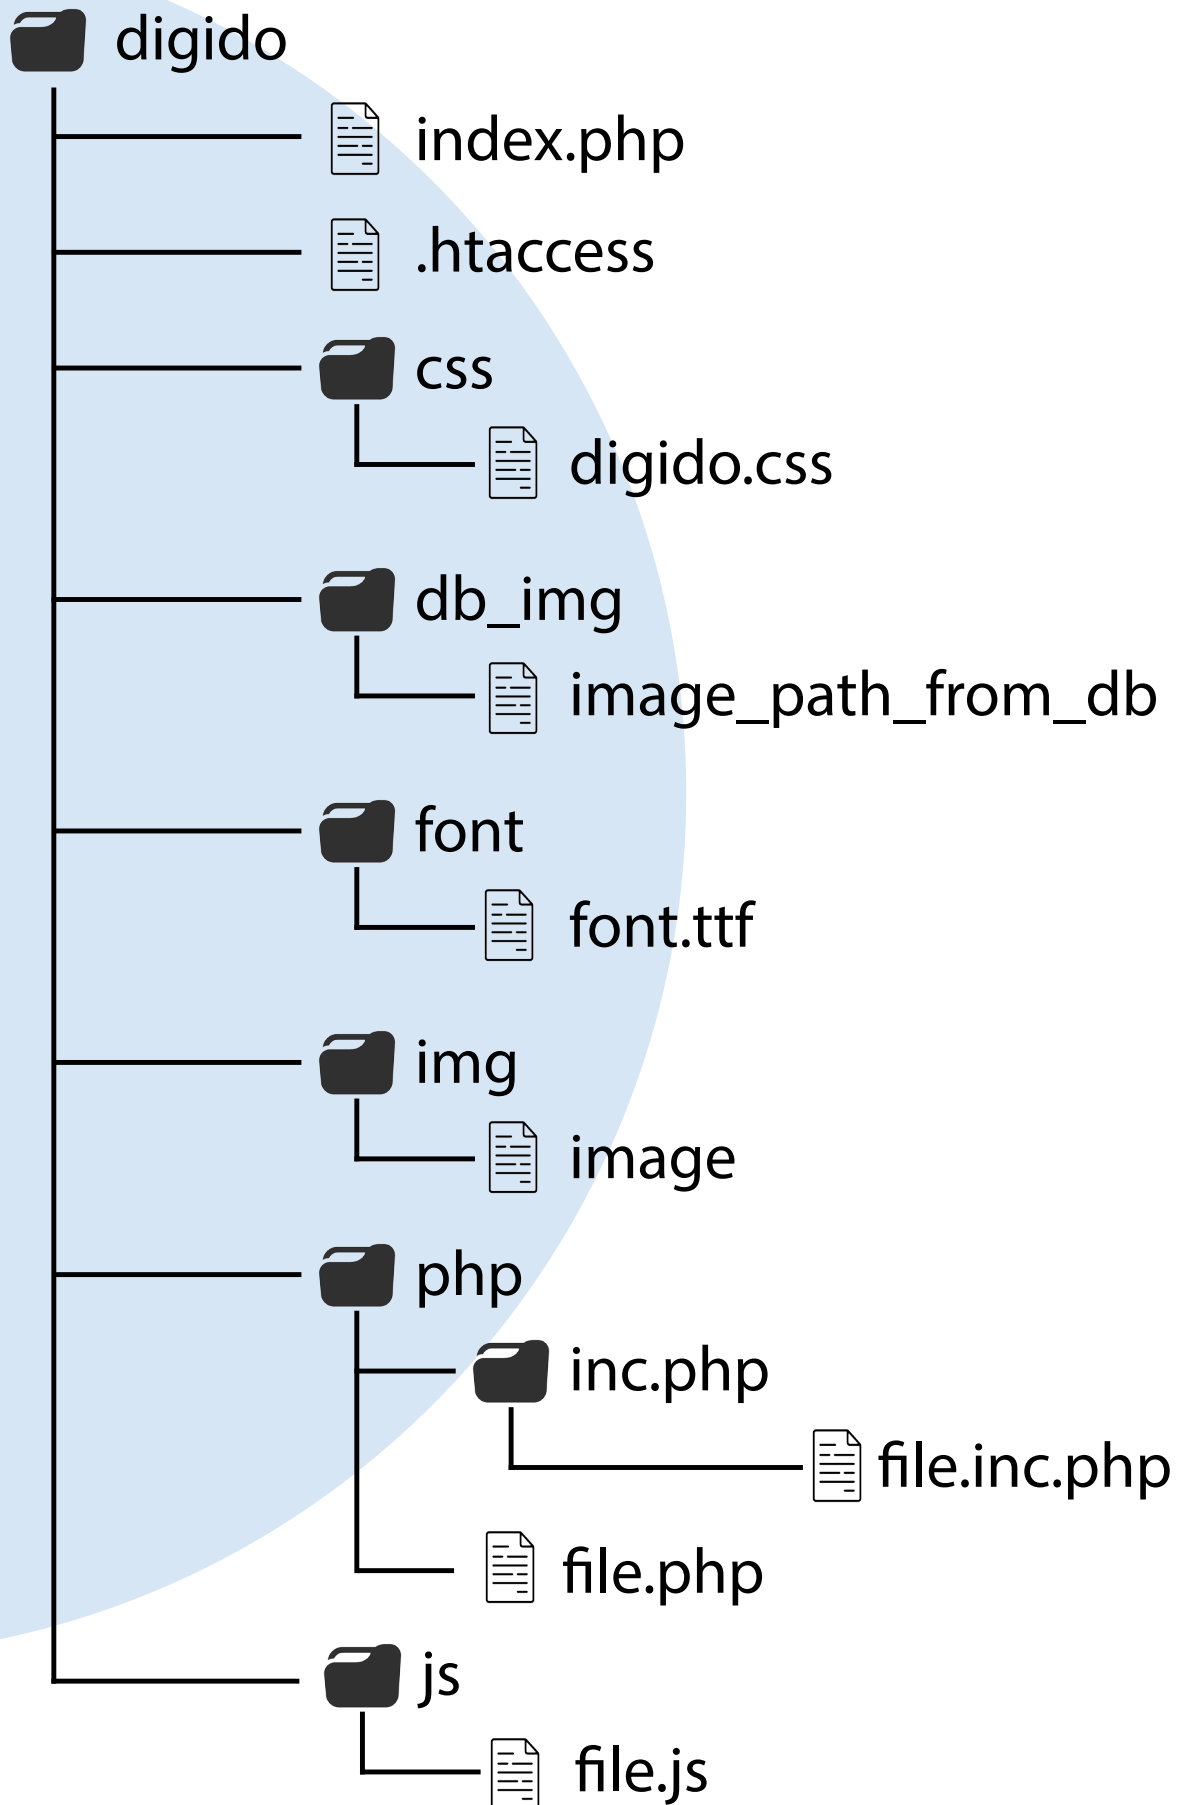 digido
index.php
.htaccess
css
digido.css
db_img
image_path_from_db
font
font.ttf
img
image
php
inc.php
file.inc.php
file.php
js
file.js